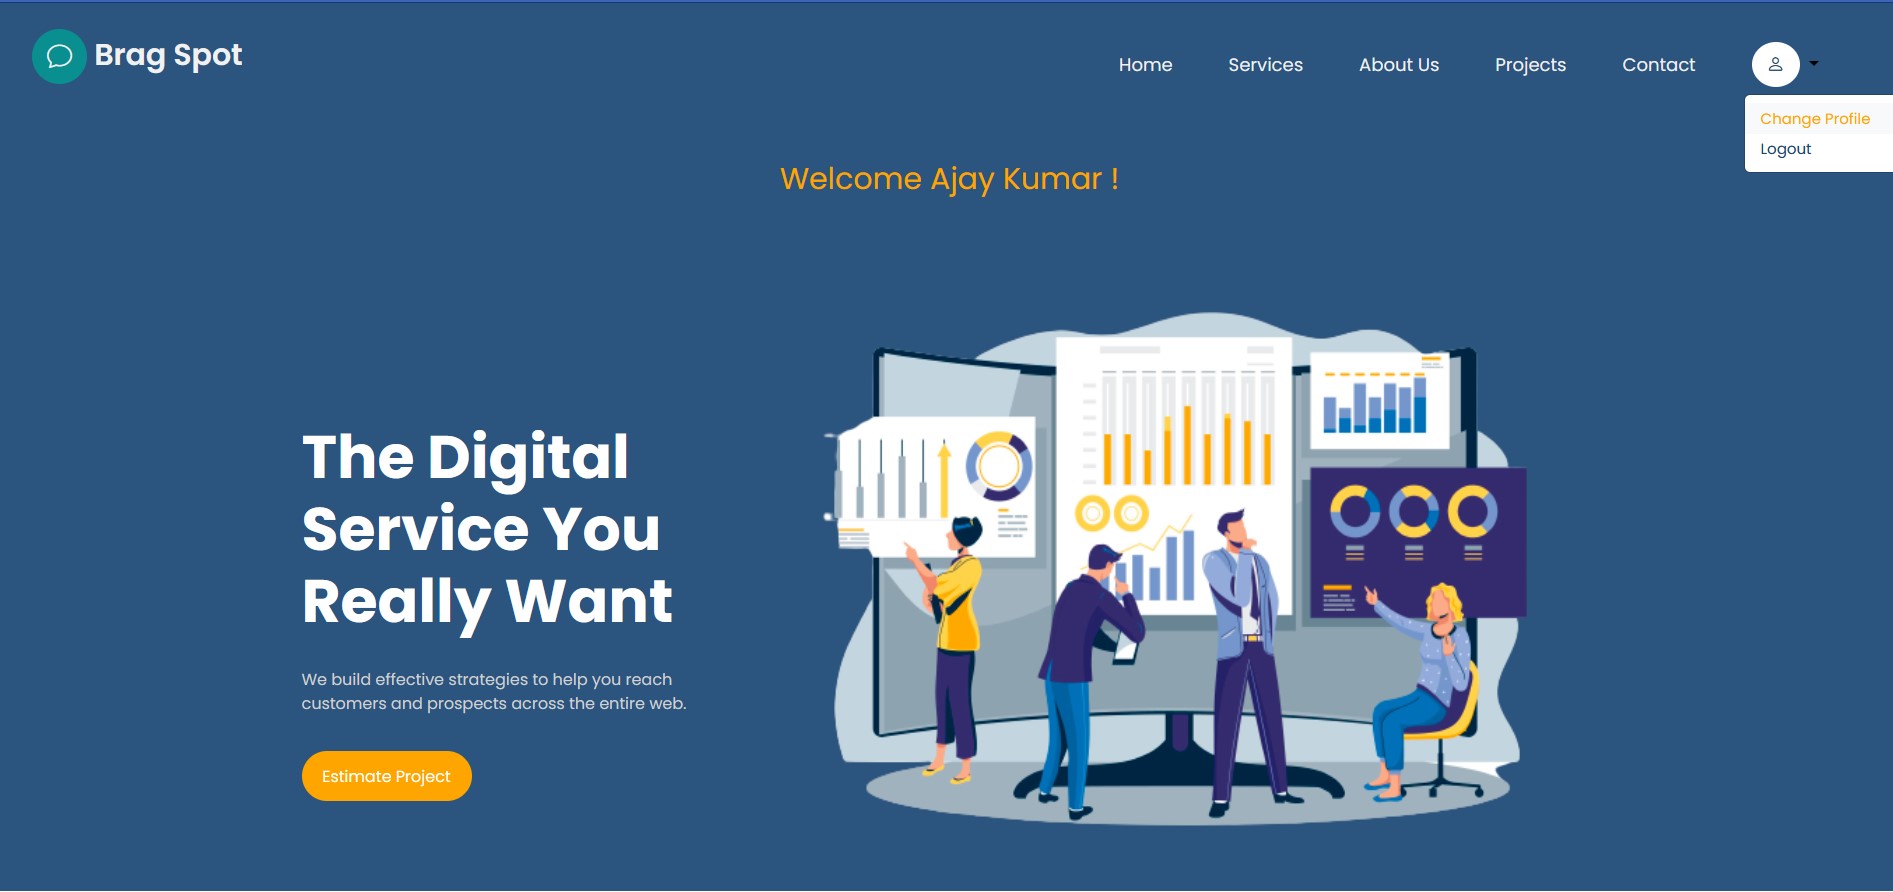 Brag Spot
Home
Services
About Us
Projects
Contact
Change Profile
Logout
Welcome Ajay Kumar !
The Digital
Service You
Really Want
We build effective strategies to help you reach
customers and prospects across the entire web.
Estimate Project